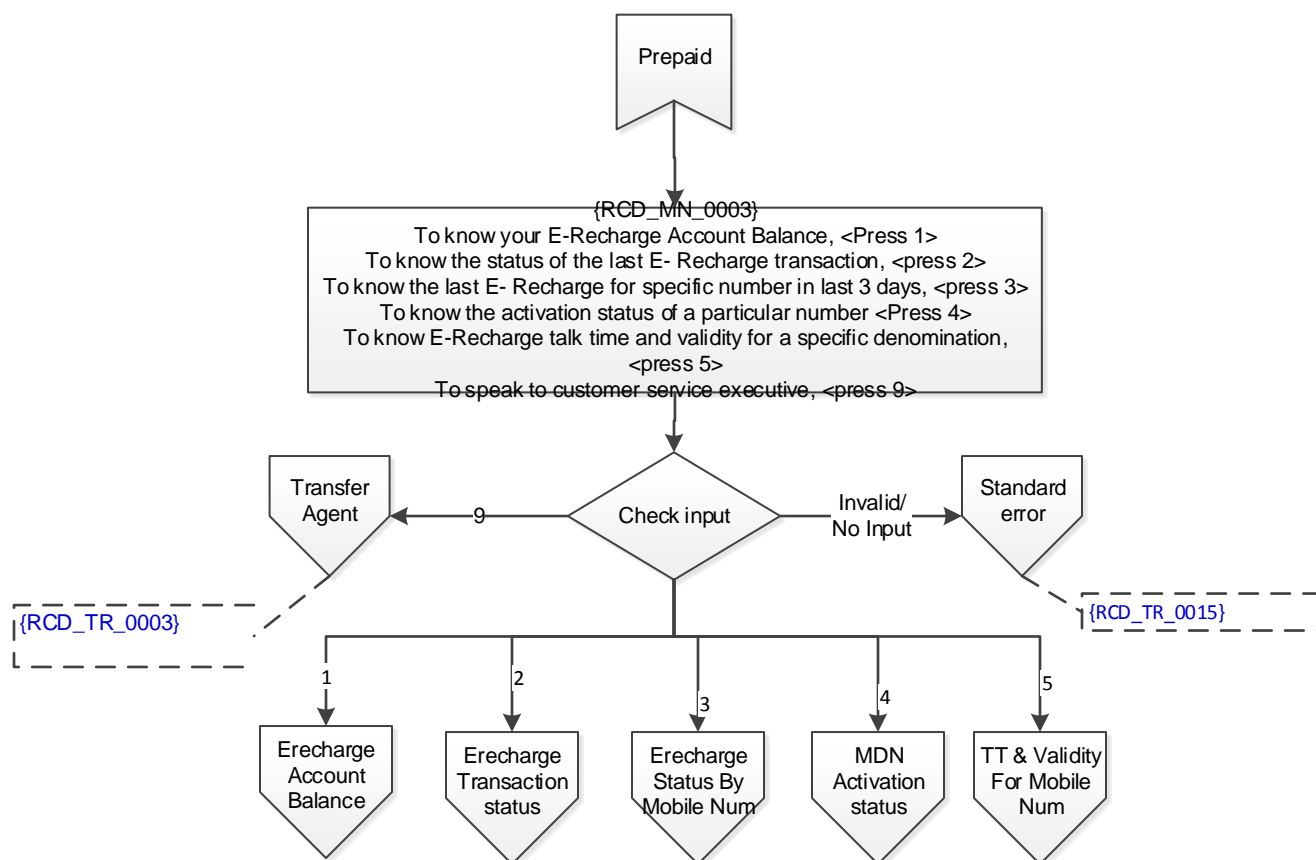 Prepaid
{RCD_MN_0003}
To know your E-Recharge Account Balance, <Press 1>
To know the status of the last E- Recharge transaction, <press 2>
To know the last E- Recharge for specific number in last 3 days, <press 3>
To know the activation status of a particular number <Press 4>
To know E-Recharge talk time and validity for a specific denomination,
<press 5>
To speak to customer service executive, <press 9>
Transfer
Agent
9
Check input
Invalid/
No Input
Standard
error
{RCD_TR_0003}
{RCD_TR_0015}
1
2
3
4
5
Erecharge
Account
Balance
Erecharge
Transaction
status
Erecharge
Status By
Mobile Num
MDN
Activation
status
TT & Validity
For Mobile
Num